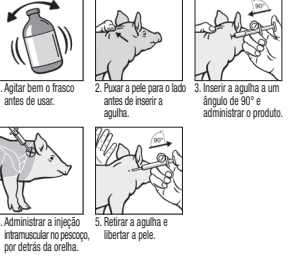 . Agitar bem o frasco
antes de usar.
2. Puxar a pele para o lado
antes de inserir a
agulha.
90°
3. Inserir a agulha a um
ângulo de 90° e
administrar o produto.
. Administrar a injeção
intramuscular no pescoço,
por detrás da orelha.
90°
5. Retirar a agulha e
libertar a pele.